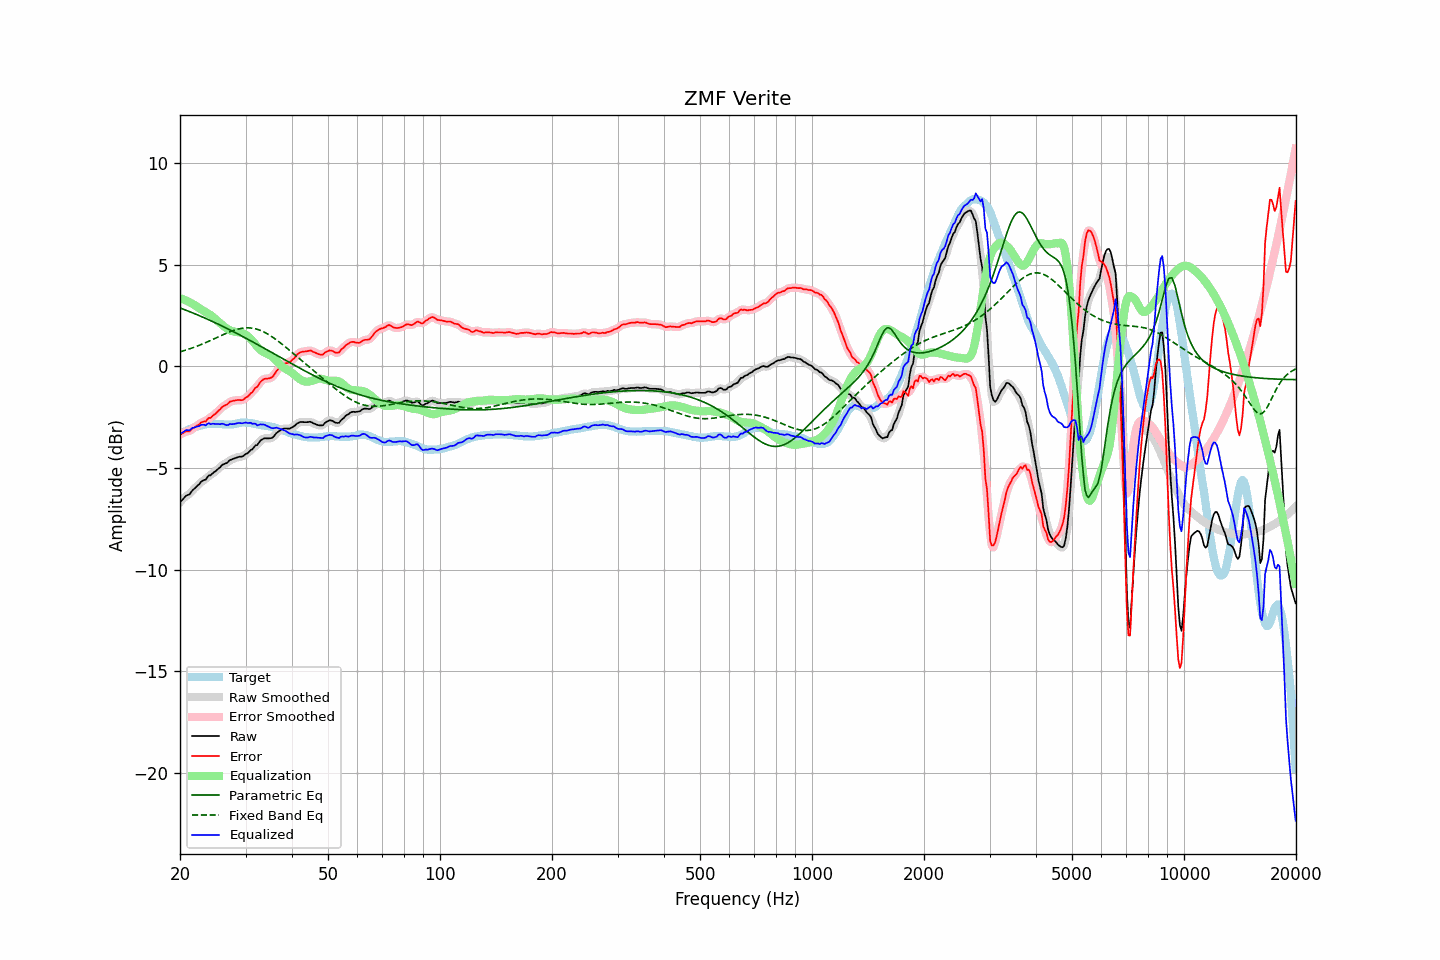 ZMF Verite
Amplitude (dBr)
10
5
0
−5
−10
−15
−20
Target
Raw Smoothed
Error Smoothed
Raw
Error
Equalization
Parametric Eq
Fixed Band Eq
Equalized
20 50 100 200 500 1000 2000 5000 10000 20000
Frequency (Hz)